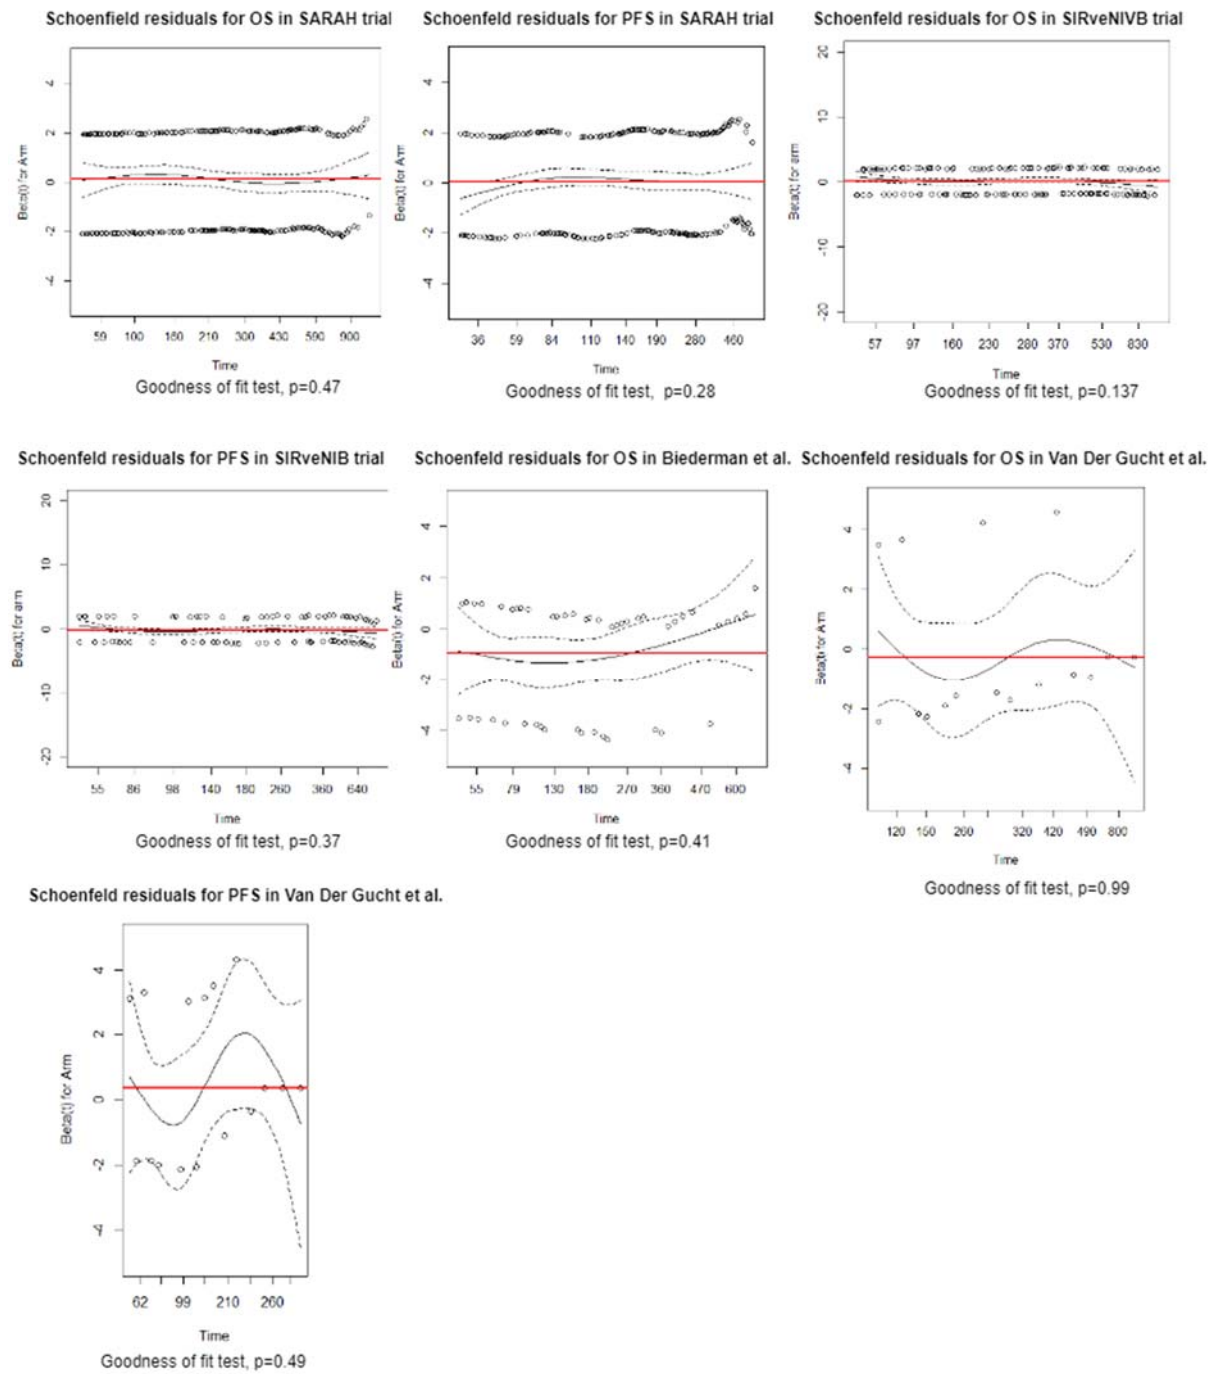 Schoenfeld residuals for OS in SARAH trial
Beta(t) for Arm
4
2
0
-2
-4
59 100 160 210 300 430 590 900
Time
Goodness of fit test, p=0.47
Schoenfeld residuals for PFS in SARAH trial
Beta(t) for Arm
4
2
0
-2
-4
36 59 84 110 140 190 280 460
Time
Goodness of fit test, p=0.28
Schoenfeld residuals for OS in SIRveNIVB trial
Beta(t) for arm
20
10
0
-10
-20
57 97 160 230 280 370 530 830
Time
Goodness of fit test, p=0.137
Schoenfeld residuals for PFS in SIRveNIB trial
Beta(t) for arm
20
10
0
-10
-20
55 86 98 140 180 260 360 640
Time
Goodness of fit test, p=0.37
Schoenfeld residuals for OS in Biederman et al.
Beta(t) for Arm
4
2
0
-2
-4
55 79 130 180 270 360 470 600
Time
Goodness of fit test, p=0.41
Schoenfeld residuals for OS in Van Der Gucht et al.
Beta(t) for Arm
4
2
0
-2
-4
120 150 200 320 420 490 800
Time
Goodness of fit test, p=0.99
Schoenfeld residuals for PFS in Van Der Gucht et al.
Beta(t) for Arm
4
2
0
-2
-4
62 99 210 260
Time
Goodness of fit test, p=0.49